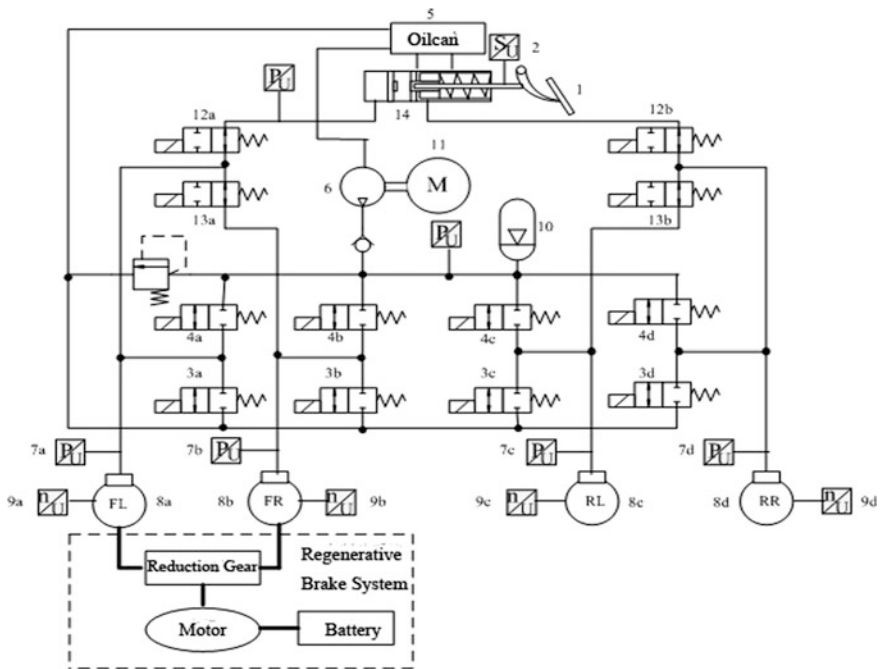 5
Oilcan
S U
2
P U
1
12a
14
12b
11
6
M
13a
P U
10
13b
4a
4b
4c
4d
3a
3b
3c
3d
7a
P U
7b
P U
7c
P U
7d
P U
9a
n U
FL
8a
8b
FR
n U
9b
9c
n U
RL
8c
8d
RR
n U
9d
Reduction Gear
Regenerative
Brake System
Motor
Battery